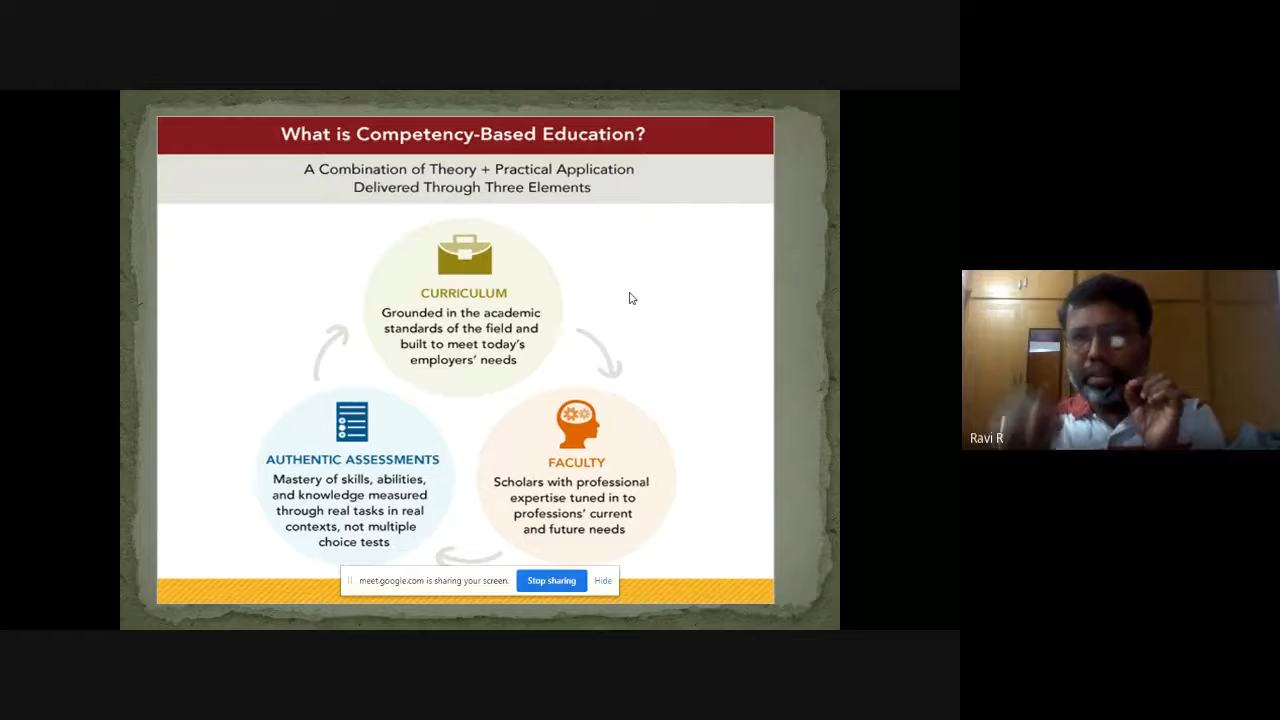 What is Competency-Based Education?
A Combination of Theory + Practical Application
Delivered Through Three Elements
CURRICULUM
Grounded in the academic
standards of the field and
built to meet today's
employers' needs
AUTHENTIC ASSESSMENTS
Mastery of skills, abilities,
and knowledge measured
through real tasks in real
contexts, not multiple
choice tests
FACULTY
Scholars with professional
expertise tuned in to
professions' current
and future needs
meet.google.com is sharing your screen. Stop sharing Hide
Ravi R